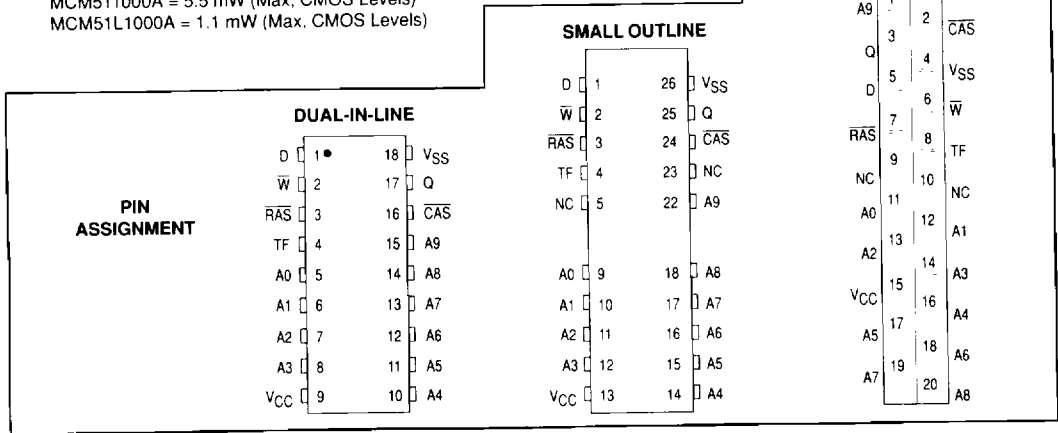 MCM511000A = 5.5 mW (Max, CMOS Levels)
MCM51L1000A = 1.1 mW (Max, CMOS Levels)
PIN
ASSIGNMENT
DUAL-IN-LINE
D 1 18 VSS
W̅ 2 17 Q
R̅A̅S̅ 3 16 C̅A̅S̅
TF 4 15 A9
A0 5 14 A8
A1 6 13 A7
A2 7 12 A6
A3 8 11 A5
VCC 9 10 A4
SMALL OUTLINE
D 1 26 VSS
W̅ 2 25 Q
R̅A̅S̅ 3 24 C̅A̅S̅
TF 4 23 NC
NC 5 22 A9
A0 9 18 A8
A1 10 17 A7
A2 11 16 A6
A3 12 15 A5
VCC 13 14 A4
A9 1
2 C̅A̅S̅
Q 3
4 VSS
D 5
6 W̅
R̅A̅S̅ 7
8 TF
NC 9
10 NC
A0 11
12 A1
A2 13
14 A3
VCC 15
16 A4
A5 17
18 A6
A7 19
20 A8